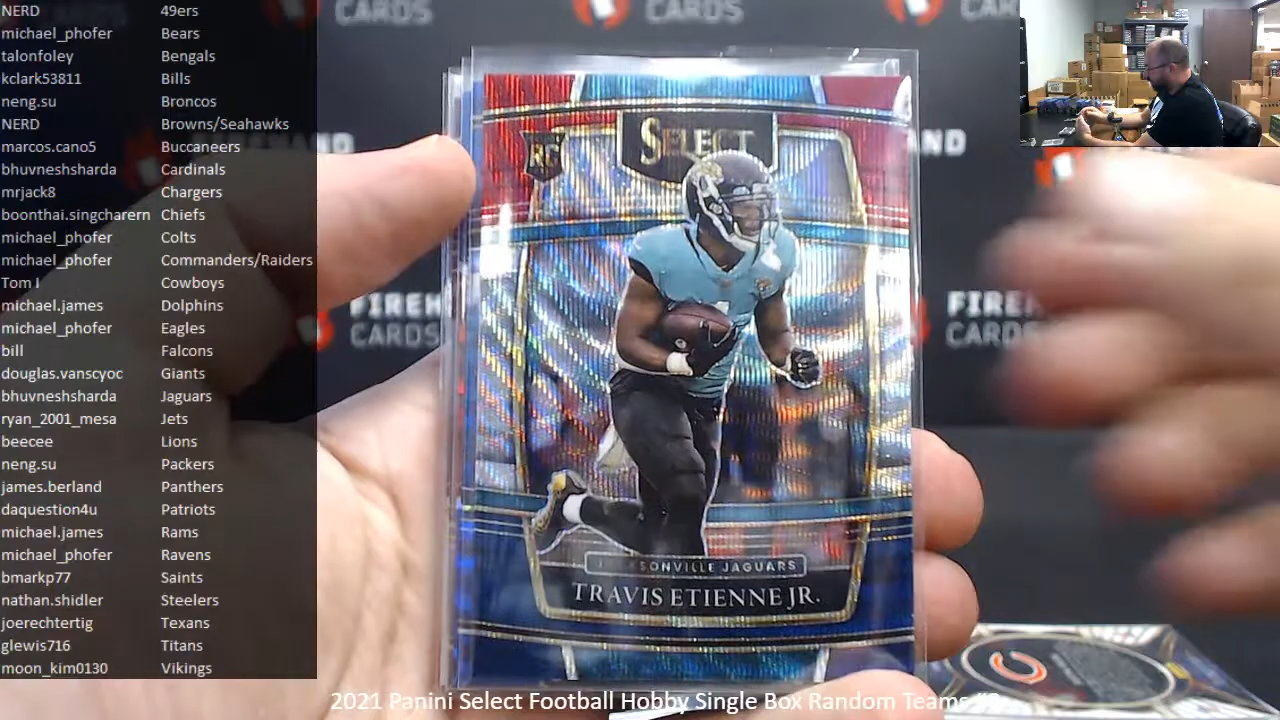 NERD 49ers
michael_phofer Bears
talonfoley Bengals
kclark53811 Bills
neng.su Broncos
NERD Browns/Seahawks
marcos.cano5 Buccaneers
bhuvneshsharda Cardinals
mrjack8 Chargers
boonthai.singcharern Chiefs
michael_phofer Colts
michael_phofer Commanders/Raiders
Tom I Cowboys
michael.james Dolphins
michael_phofer Eagles
bill Falcons
douglas.vanscyoc Giants
bhuvneshsharda Jaguars
ryan_2001_mesa Jets
beecee Lions
neng.su Packers
james.berland Panthers
daquestion4u Patriots
michael.james Rams
michael_phofer Ravens
bmarkp77 Saints
nathan.shidler Steelers
joerechtertig Texans
glewis716 Titans
moon_kim0130 Vikings
CARDS
CARDS
CA
AND
FIREH
CARDS
FIREH
CARDS
SELECT
RC
JAGUARS
TRAVIS ETIENNE JR.
2021 Panini Select Football Hobby Single Box Random Teams